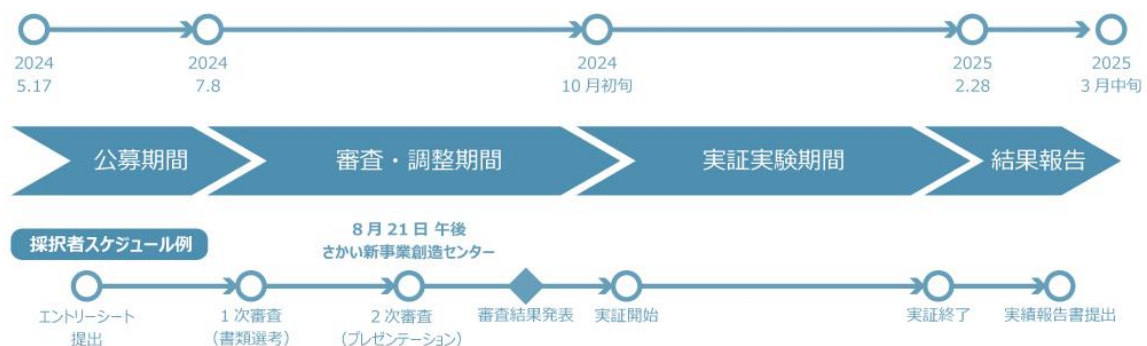 2024
5.17
2024
7.8
2024
10月初旬
2025
2.28
2025
3月中旬
公募期間
審査・調整期間
実証実験期間
結果報告
採択者スケジュール例
8月21日 午後
さかい新事業創造センター
エントリーシート
提出
1次審査
(書類選考)
2次審査
(プレゼンテーション)
審査結果発表
実証開始
実証終了
実績報告書提出